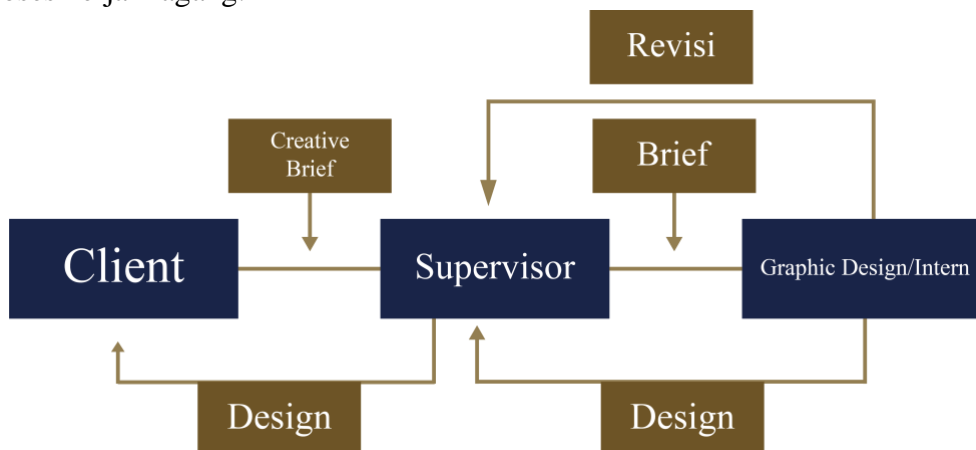 Revisi
Creative
Brief
Brief
Client
Supervisor
Graphic Design/Intern
Design
Design